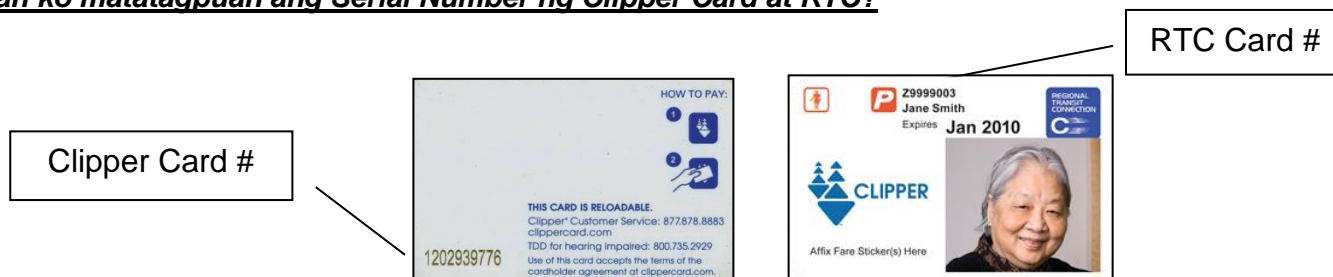 ko matatagpuan ang Serial Number ng Clipper Card at RTC?
RTC Card #
Clipper Card #
HOW TO PAY:
1
2
THIS CARD IS RELOADABLE.
Clipper® Customer Service: 877.878.8883
clippercard.com
TDD for hearing impaired: 800.735.2929
Use of this card accepts the terms of the
cardholder agreement at clippercard.com.
1202939776
P
Z9999003
Jane Smith
Expires Jan 2010
REGIONAL
TRANSIT
CONNECTION
C
CLIPPER
Affix Fare Sticker(s) Here